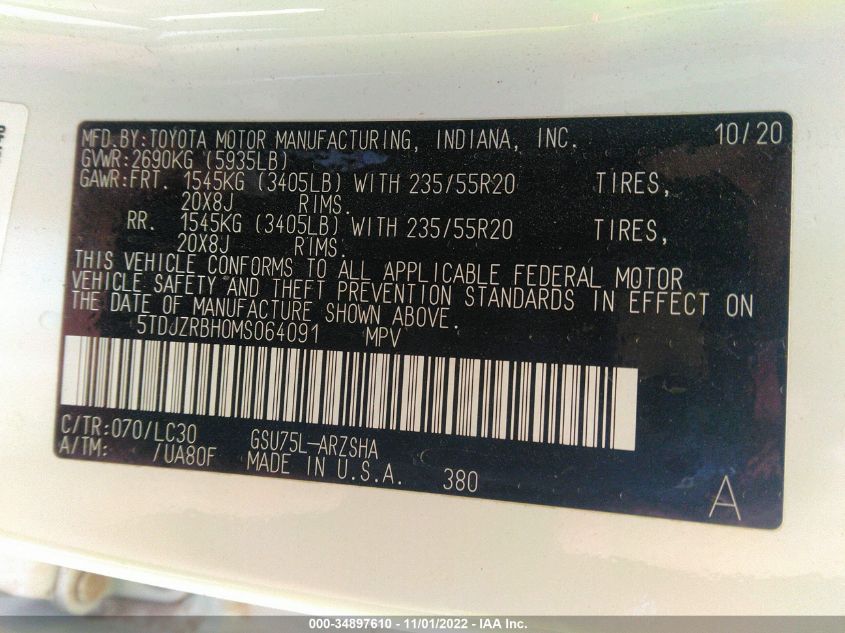 MFD.BY:TOYOTA MOTOR MANUFACTURING, INDIANA, INC. 10/20
GVWR:2690KG (5935LB)
GAWR:FRT. 1545KG (3405LB) WITH 235/55R20 TIRES,
20X8J RIMS.
RR. 1545KG (3405LB) WITH 235/55R20 TIRES,
20X8J RIMS.
THIS VEHICLE CONFORMS TO ALL APPLICABLE FEDERAL MOTOR
VEHICLE SAFETY AND THEFT PREVENTION STANDARDS IN EFFECT ON
THE DATE OF MANUFACTURE SHOWN ABOVE.
5TDJZRBH0MS064091 MPV
C/TR:070/LC30 GSU75L-ARZSHA
A/TM: /UA80F MADE IN U.S.A. 380
A
000-34897610 - 11/01/2022 - IAA Inc.